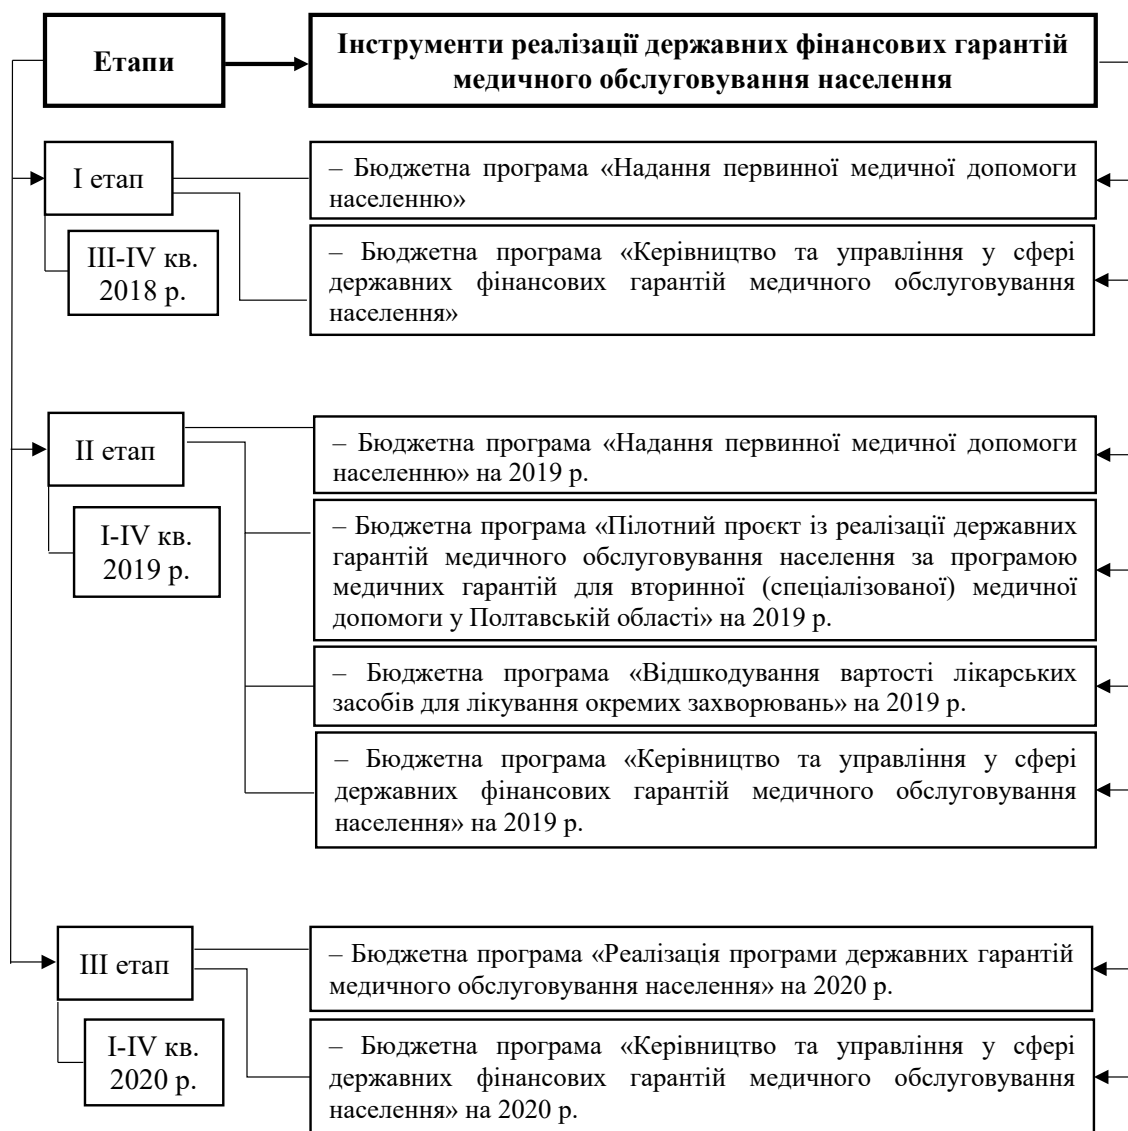 Етапи
Інструменти реалізації державних фінансових гарантій
медичного обслуговування населення
І етап
ІІІ-IV кв.
2018 р.
– Бюджетна програма «Надання первинної медичної допомоги
населенню»
– Бюджетна програма «Керівництво та управління у сфері
державних фінансових гарантій медичного обслуговування
населення»
ІІ етап
І-IV кв.
2019 р.
– Бюджетна програма «Надання первинної медичної допомоги
населенню» на 2019 р.
– Бюджетна програма «Пілотний проєкт із реалізації державних
гарантій медичного обслуговування населення за програмою
медичних гарантій для вторинної (спеціалізованої) медичної
допомоги у Полтавській області» на 2019 р.
– Бюджетна програма «Відшкодування вартості лікарських
засобів для лікування окремих захворювань» на 2019 р.
– Бюджетна програма «Керівництво та управління у сфері
державних фінансових гарантій медичного обслуговування
населення» на 2019 р.
ІІІ етап
І-IV кв.
2020 р.
– Бюджетна програма «Реалізація програми державних гарантій
медичного обслуговування населення» на 2020 р.
– Бюджетна програма «Керівництво та управління у сфері
державних фінансових гарантій медичного обслуговування
населення» на 2020 р.